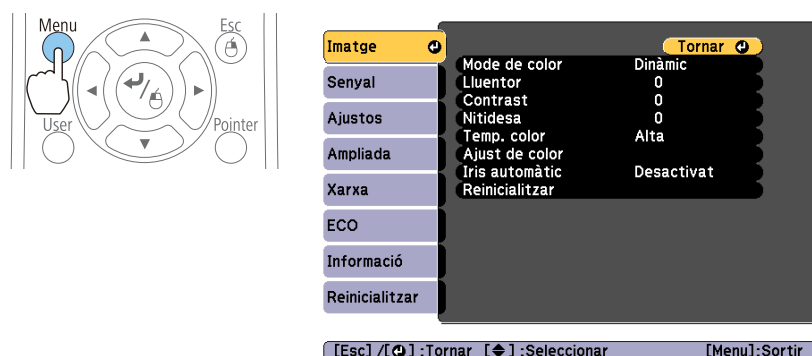 Menu
Esc
User
Pointer
Imatge
Senyal
Ajustos
Ampliada
Xarxa
ECO
Informació
Reinicialitzar
Tornar
Mode de color Dinàmic
Lluentor 0
Contrast 0
Nitidesa 0
Temp. color Alta
Ajust de color
Iris automàtic Desactivat
Reinicialitzar
[Esc] /[ ] :Tornar [ ] :Seleccionar [Menu]:Sortir